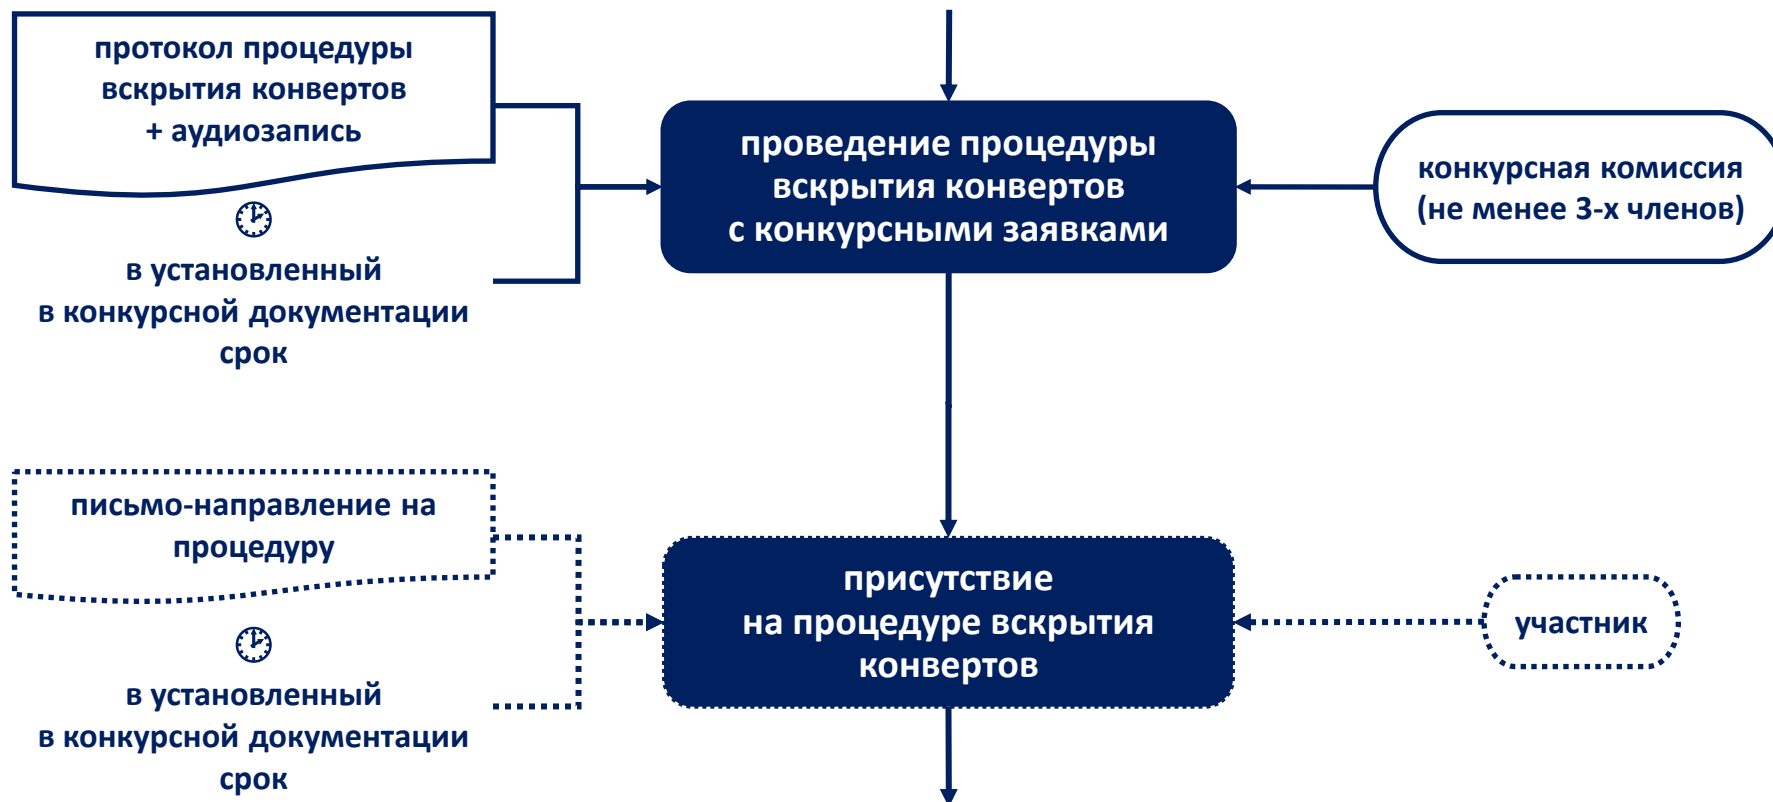 протокол процедуры
вскрытия конвертов
+ аудиозапись
в установленный
в конкурсной документации
срок
проведение процедуры
вскрытия конвертов
с конкурсными заявками
конкурсная комиссия
(не менее 3-х членов)
письмо-направление на
процедуру
в установленный
в конкурсной документации
срок
присутствие
на процедуре вскрытия
конвертов
участник